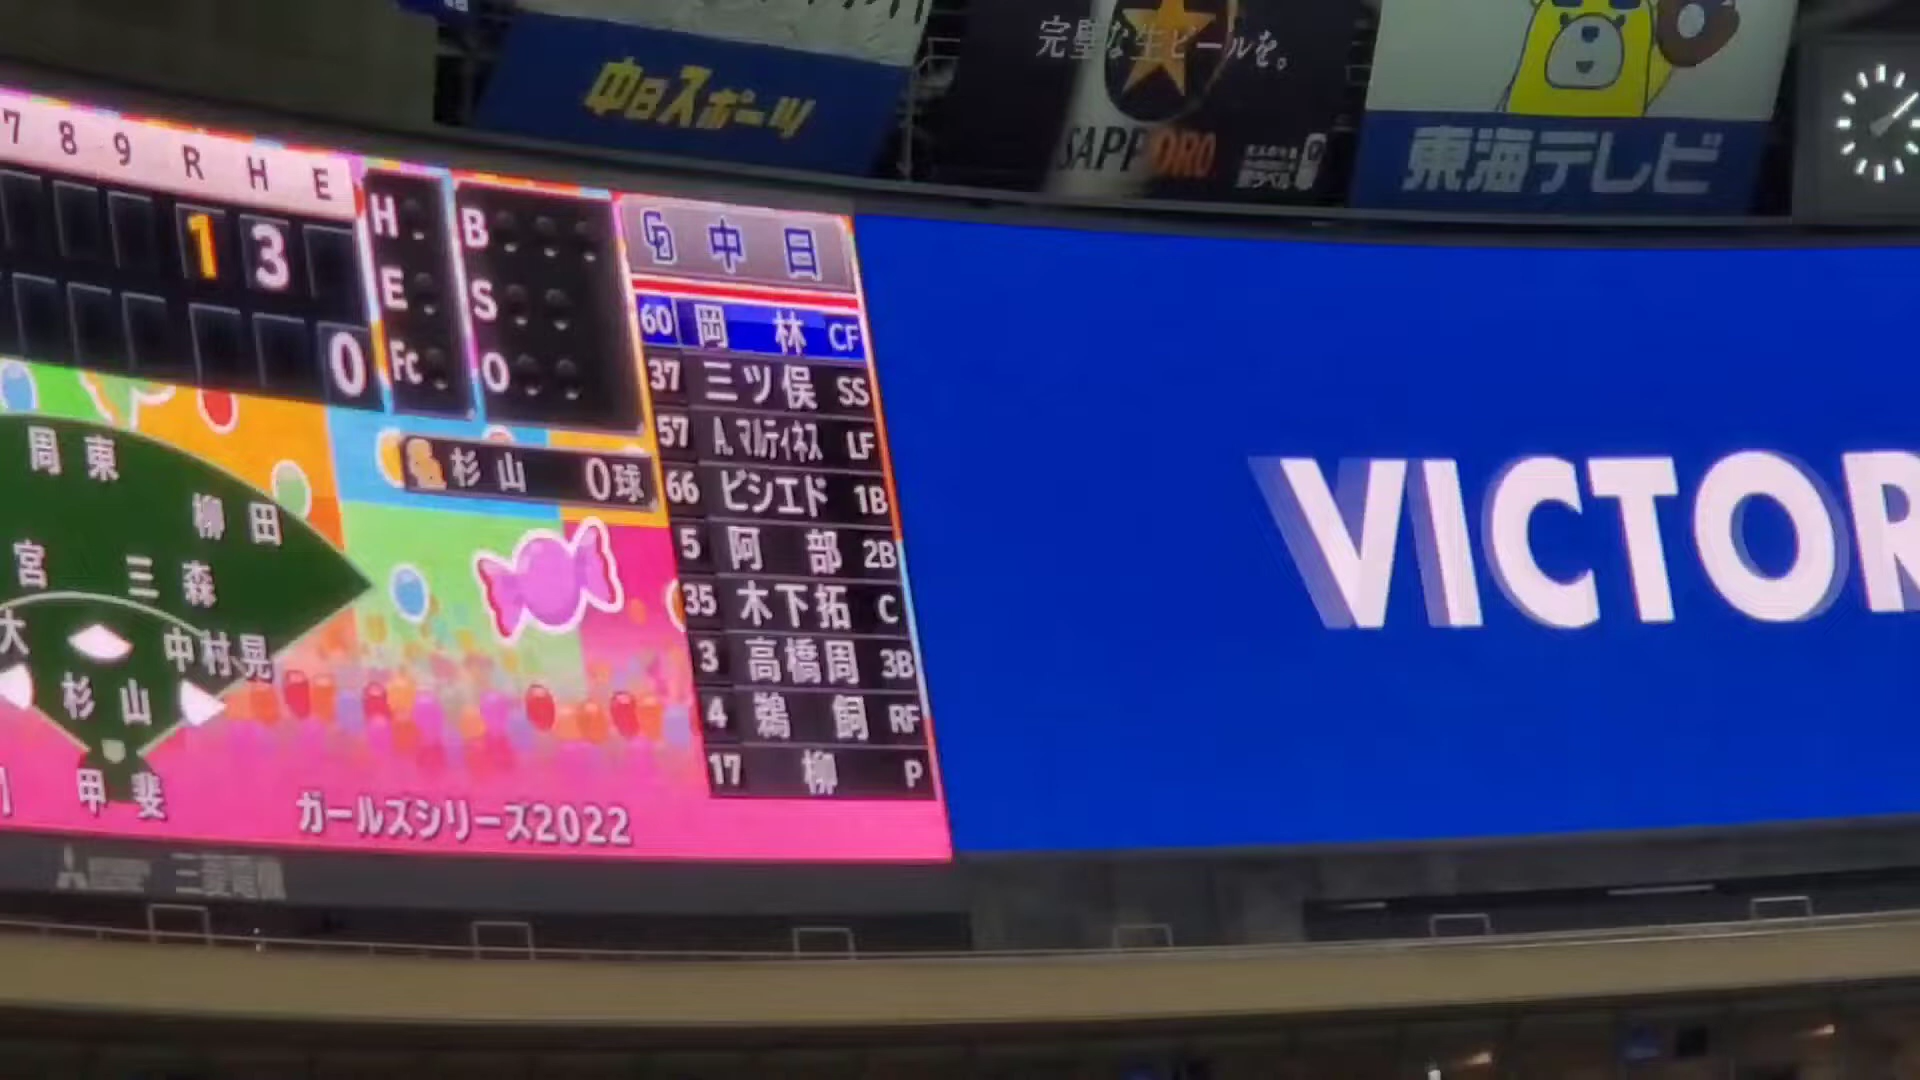 完璧な生ビールを。
中日スポーツ
SAPPORO
東海テレビ
7 8 9 R H E
1 3
0
H
E
Fc
B
S
O
中日
60 岡林 CF
37 三ツ俣 SS
57 A.マルティネス LF
66 ビシエド 1B
5 阿部 2B
35 木下拓 C
3 高橋周 3B
4 鵜飼 RF
17 柳 P
杉山 0球
周東
柳田
宮
三森
大
中村晃
杉山
甲斐
ガールズシリーズ2022
VICTOR
三菱電機